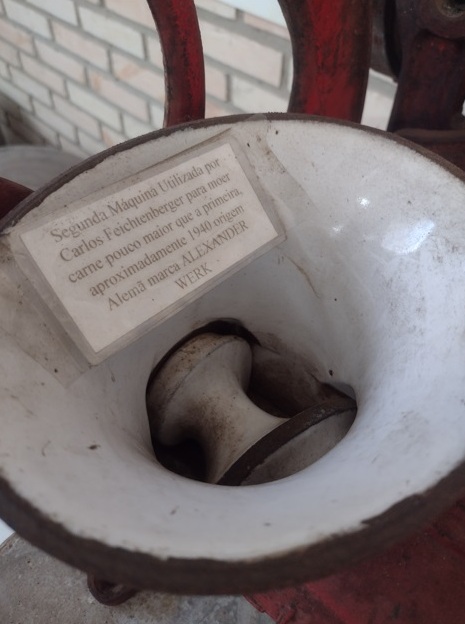 Segunda Máquina Utilizada por
Carlos Feichtenberger para moer
carne pouco maior que a primeira,
aproximadamente 1940 origem
Alemã marca ALEXANDER
WERK